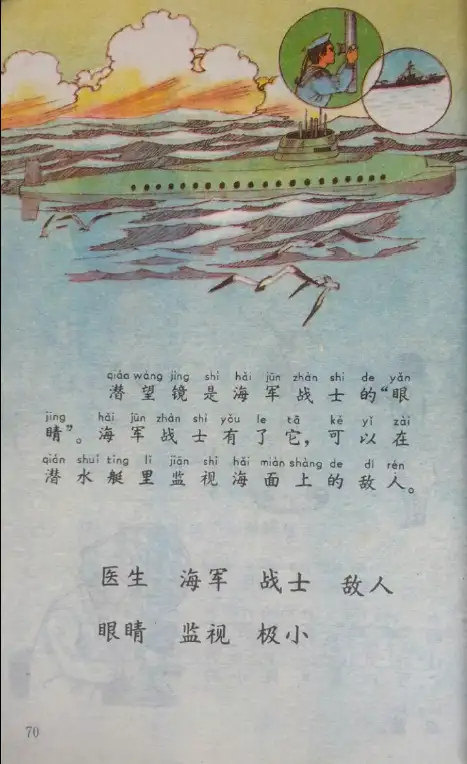 qián wàng jìng shì hǎi jūn zhàn shì de yǎn
潜望镜是海军战士的“眼
jing hǎi jūn zhàn shì yǒu le tā kě yǐ zài
睛”。海军战士有了它，可以在
qián shuǐ tǐng lǐ jiān shì hǎi miàn shàng de dí rén
潜水艇里监视海面上的敌人。
医生 海军 战士 敌人
眼睛 监视 极小
70